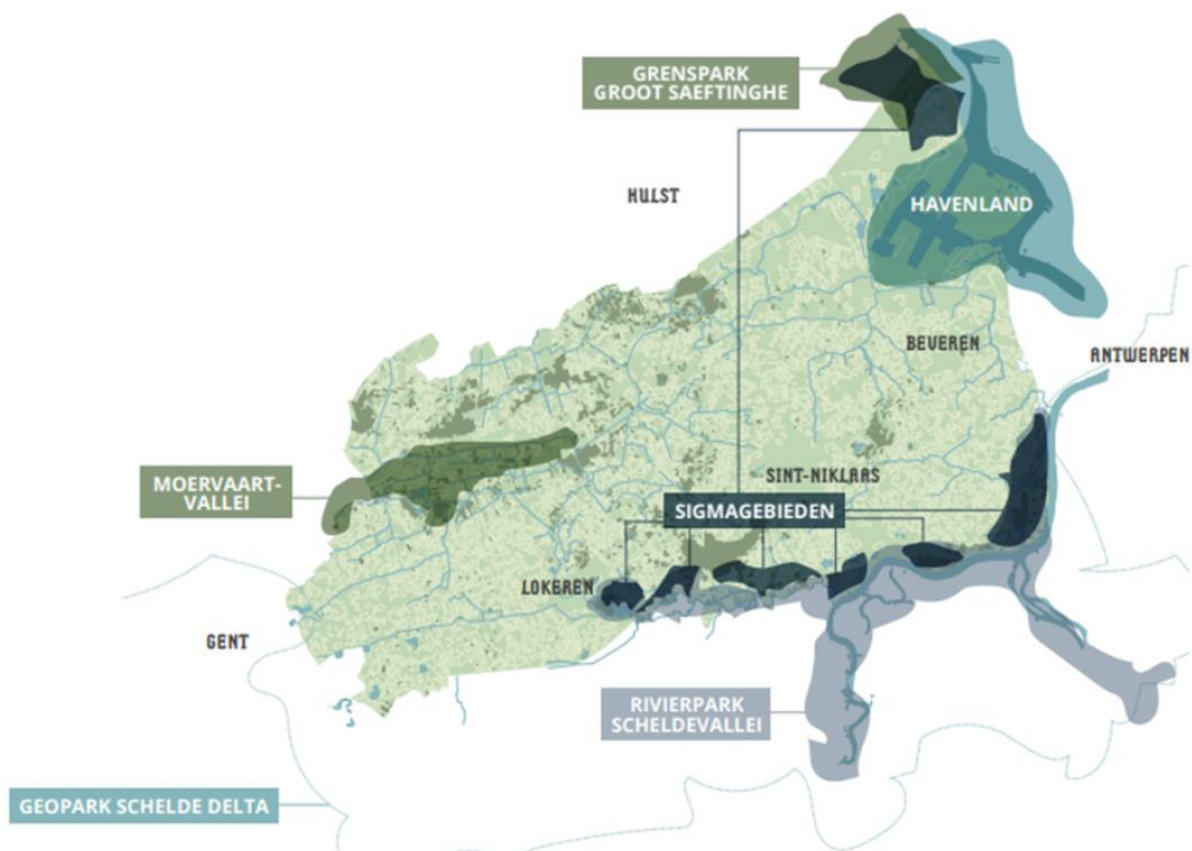 GRENSPARK
GROOT SAEFTINGHE
HULST
HAVENLAND
BEVEREN
ANTWERPEN
MOERVAART-
VALLEI
SINT-NIKLAAS
SIGMAGEBIEDEN
LOKEREN
GENT
RIVIERPARK
SCHELDEVALLEI
GEOPARK SCHELDE DELTA